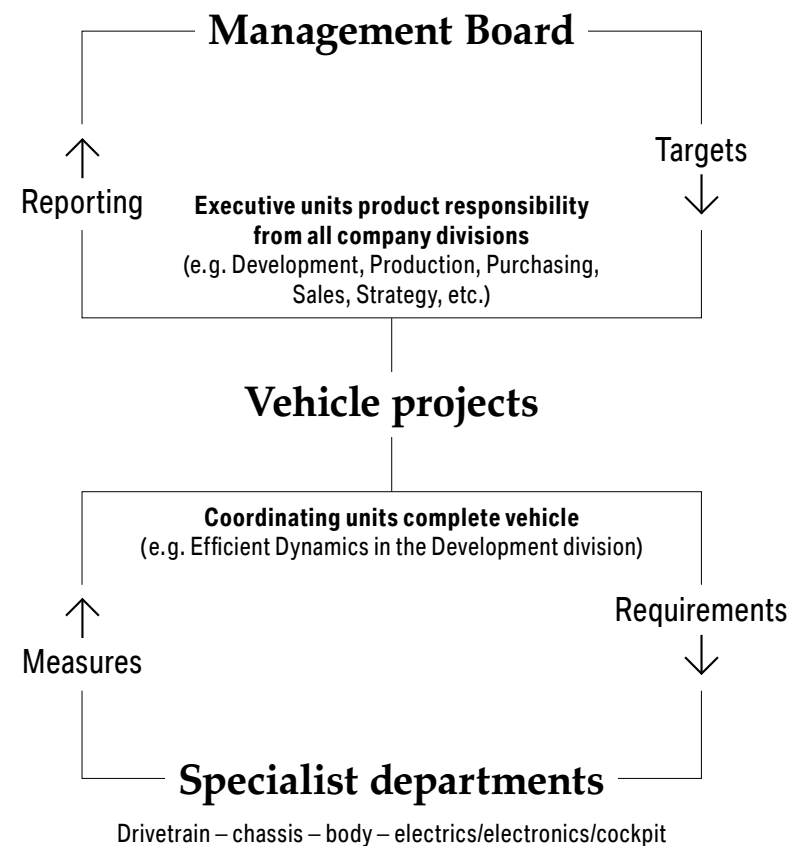 Management Board
Targets
Reporting
Executive units product responsibility
from all company divisions
(e.g. Development, Production, Purchasing,
Sales, Strategy, etc.)
Vehicle projects
Coordinating units complete vehicle
(e.g. Efficient Dynamics in the Development division)
Requirements
Measures
Specialist departments
Drivetrain – chassis – body – electrics/electronics/cockpit